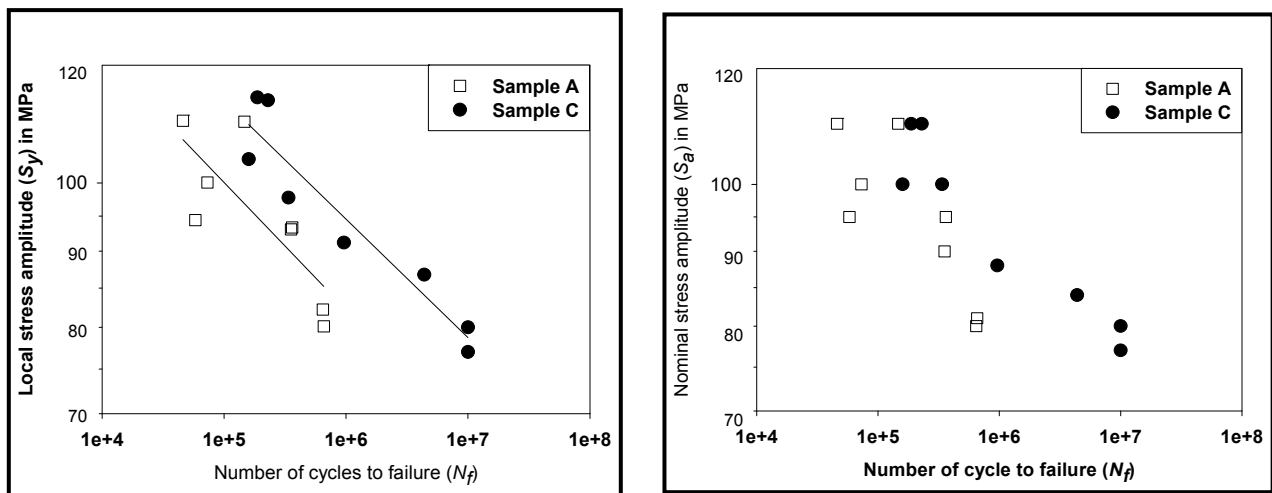 Local stress amplitude (Sy) in MPa
120
100
90
80
70
Sample A
Sample C
1e+4 1e+5 1e+6 1e+7 1e+8
Number of cycles to failure (Nf)
Nominal stress amplitude (Sa) in MPa
120
100
90
80
70
Sample A
Sample C
1e+4 1e+5 1e+6 1e+7 1e+8
Number of cycle to failure (Nf)